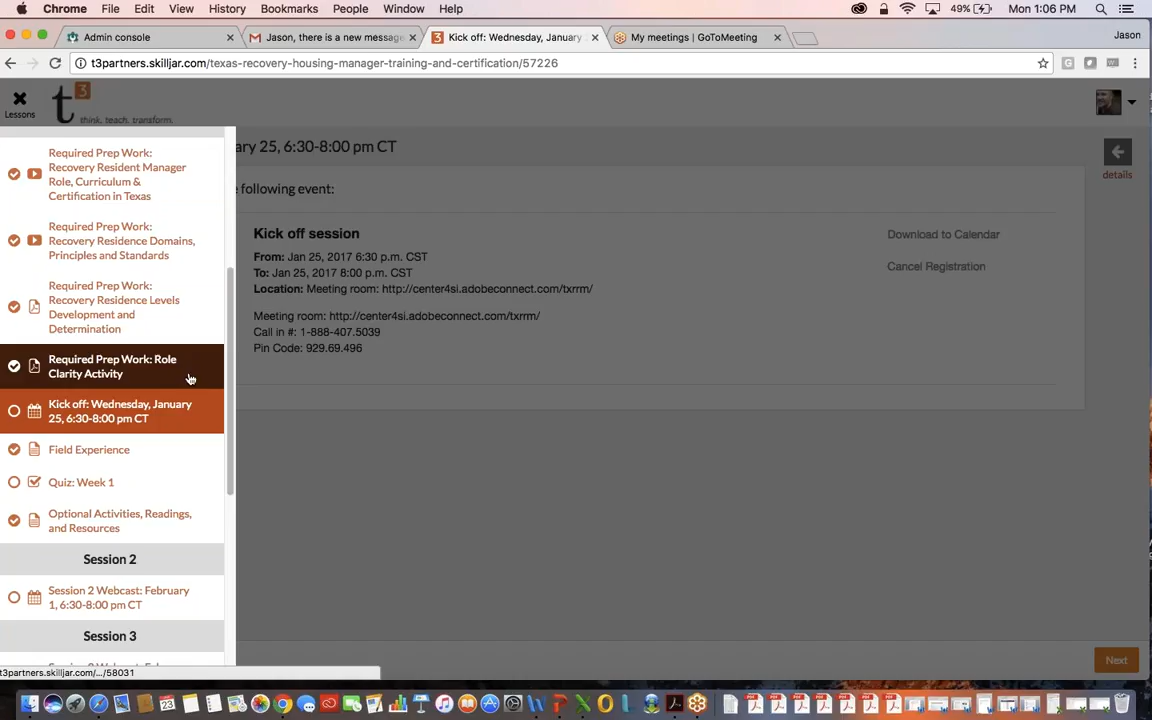 Chrome File Edit View History Bookmarks People Window Help 49% Mon 1:06 PM
Admin console
Jason, there is a new message
Kick off: Wednesday, January
My meetings | GoToMeeting
Jason
t3partners.skilljar.com/texas-recovery-housing-manager-training-and-certification/57226
Lessons
t3
think. teach. transform.
ary 25, 6:30-8:00 pm CT
details
e following event:
Kick off session
From: Jan 25, 2017 6:30 p.m. CST
To: Jan 25, 2017 8:00 p.m. CST
Location: Meeting room: http://center4si.adobeconnect.com/txrrm/
Meeting room: http://center4si.adobeconnect.com/txrrm/
Call in #: 1-888-407.5039
Pin Code: 929.69.496
Download to Calendar
Cancel Registration
Required Prep Work:
Recovery Resident Manager
Role, Curriculum &
Certification in Texas
Required Prep Work:
Recovery Residence Domains,
Principles and Standards
Required Prep Work:
Recovery Residence Levels
Development and
Determination
Required Prep Work: Role
Clarity Activity
Kick off: Wednesday, January
25, 6:30-8:00 pm CT
Field Experience
Quiz: Week 1
Optional Activities, Readings,
and Resources
Session 2
Session 2 Webcast: February
1, 6:30-8:00 pm CT
Session 3
t3partners.skilljar.com/.../58031
Next
23